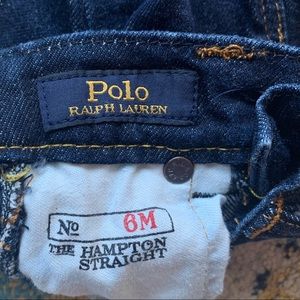 Polo
RALPH LAUREN
No 6M
THE HAMPTON
STRAIGHT